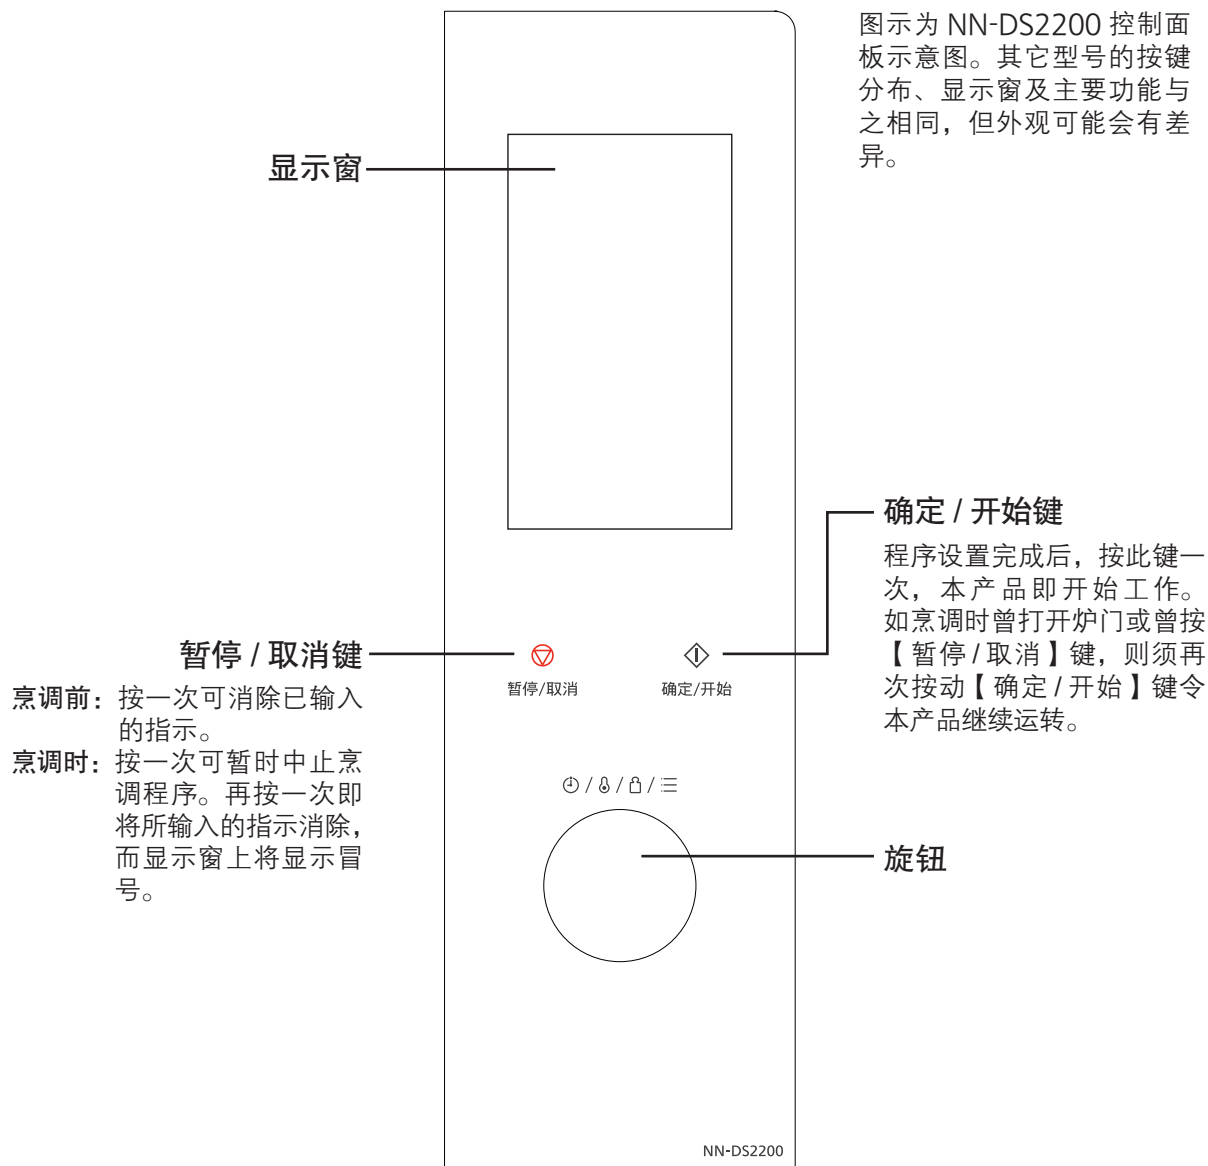 图示为 NN-DS2200 控制面
板示意图。其它型号的按键
分布、显示窗及主要功能与
之相同，但外观可能会有差
异。
显示窗
确定 / 开始键
程序设置完成后，按此键一
次，本产品即开始工作。
如烹调时曾打开炉门或曾按
【暂停 / 取消】键，则须再
次按动【确定 / 开始】键令
本产品继续运转。
暂停 / 取消键
烹调前：按一次可消除已输入
的指示。
烹调时：按一次可暂时中止烹
调程序。再按一次即
将所输入的指示消除，
而显示窗上将显示冒
号。
暂停/取消
确定/开始
旋钮
NN-DS2200